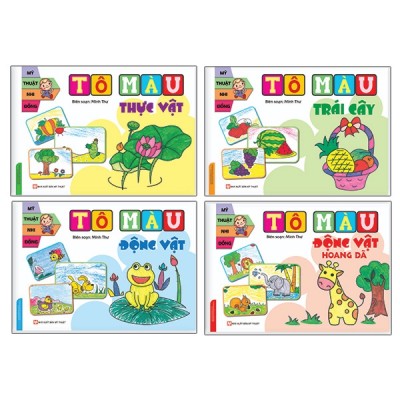 MỸ
THUẬT
NHI
ĐỒNG
TÔ MÀU
Biên soạn: Minh Thư
THỰC VẬT
MỸ
THUẬT
NHI
ĐỒNG
TÔ MÀU
Biên soạn: Minh Thư
TRÁI CÂY
MỸ
THUẬT
NHI
ĐỒNG
TÔ MÀU
Biên soạn: Minh Thư
ĐỘNG VẬT
MỸ
THUẬT
NHI
ĐỒNG
TÔ MÀU
Biên soạn: Minh Thư
ĐỘNG VẬT
HOANG DÃ